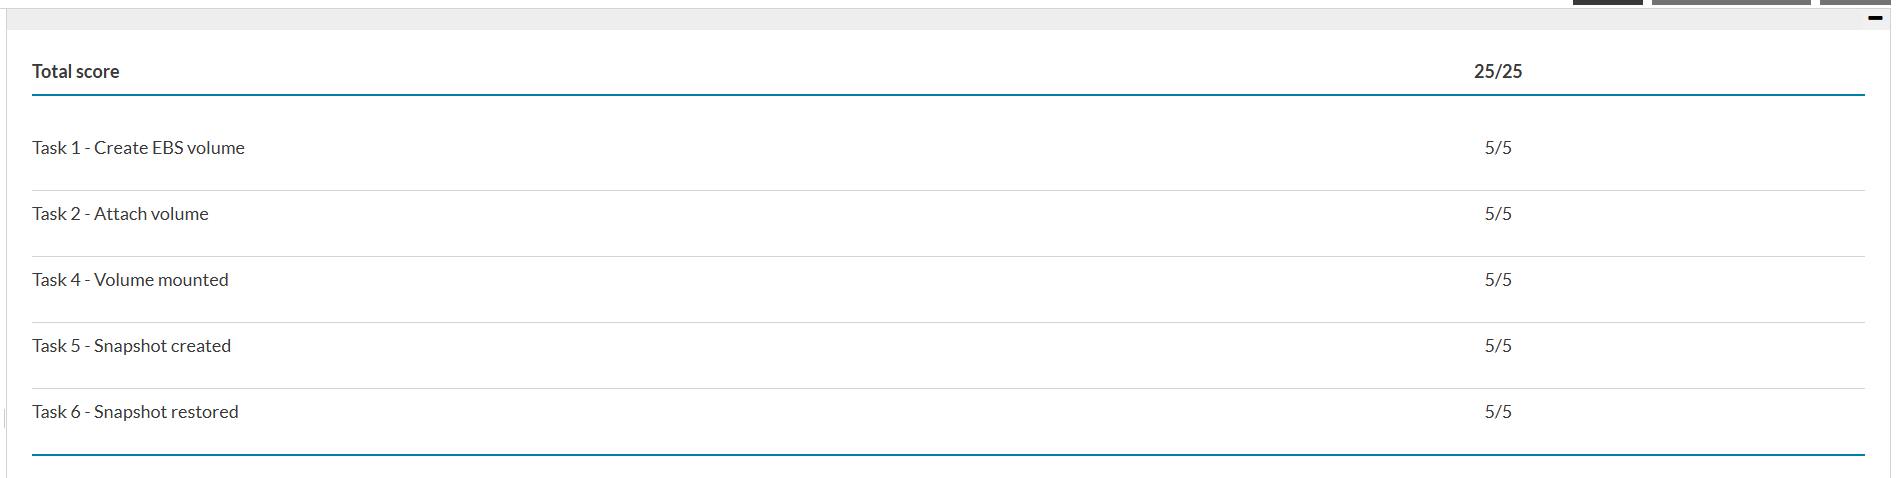 Total score 25/25
Task 1 - Create EBS volume 5/5
Task 2 - Attach volume 5/5
Task 4 - Volume mounted 5/5
Task 5 - Snapshot created 5/5
Task 6 - Snapshot restored 5/5